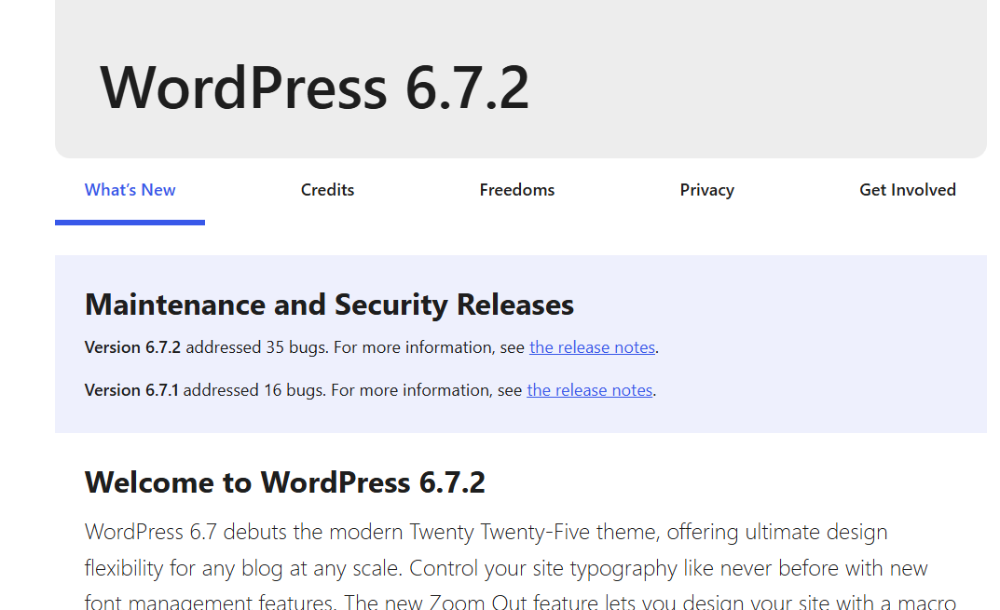 WordPress 6.7.2
What’s New Credits Freedoms Privacy Get Involved
Maintenance and Security Releases
Version 6.7.2 addressed 35 bugs. For more information, see the release notes.
Version 6.7.1 addressed 16 bugs. For more information, see the release notes.
Welcome to WordPress 6.7.2
WordPress 6.7 debuts the modern Twenty Twenty-Five theme, offering ultimate design
flexibility for any blog at any scale. Control your site typography like never before with new
font management features. The new Zoom Out feature lets you design your site with a macro